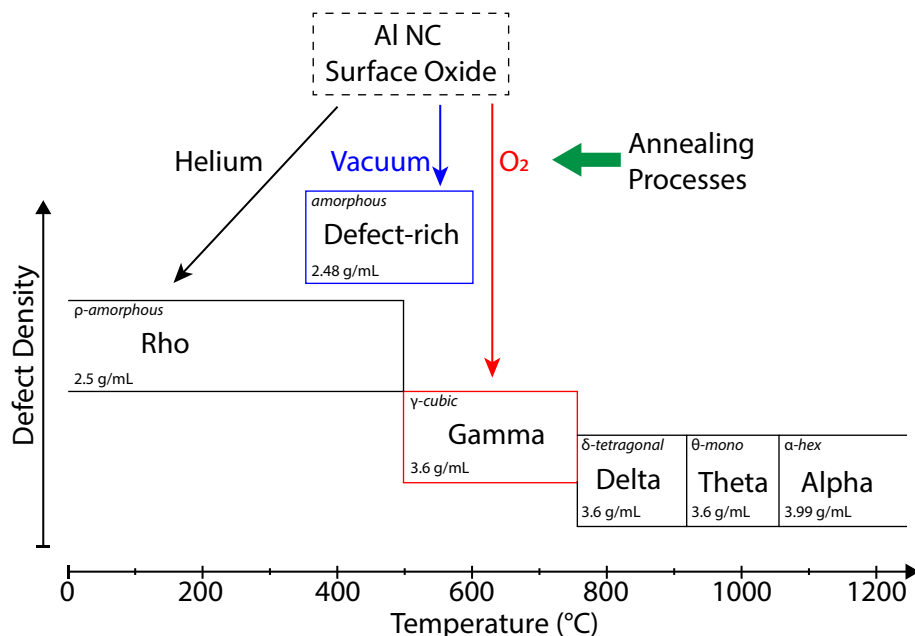 Al NC
Surface Oxide
Helium
Vacuum
O₂
Annealing
Processes
amorphous
Defect-rich
2.48 g/mL
Defect Density
ρ-amorphous
Rho
2.5 g/mL
γ-cubic
Gamma
3.6 g/mL
δ-tetragonal
Delta
3.6 g/mL
θ-mono
Theta
3.6 g/mL
α-hex
Alpha
3.99 g/mL
0 200 400 600 800 1000 1200
Temperature (°C)